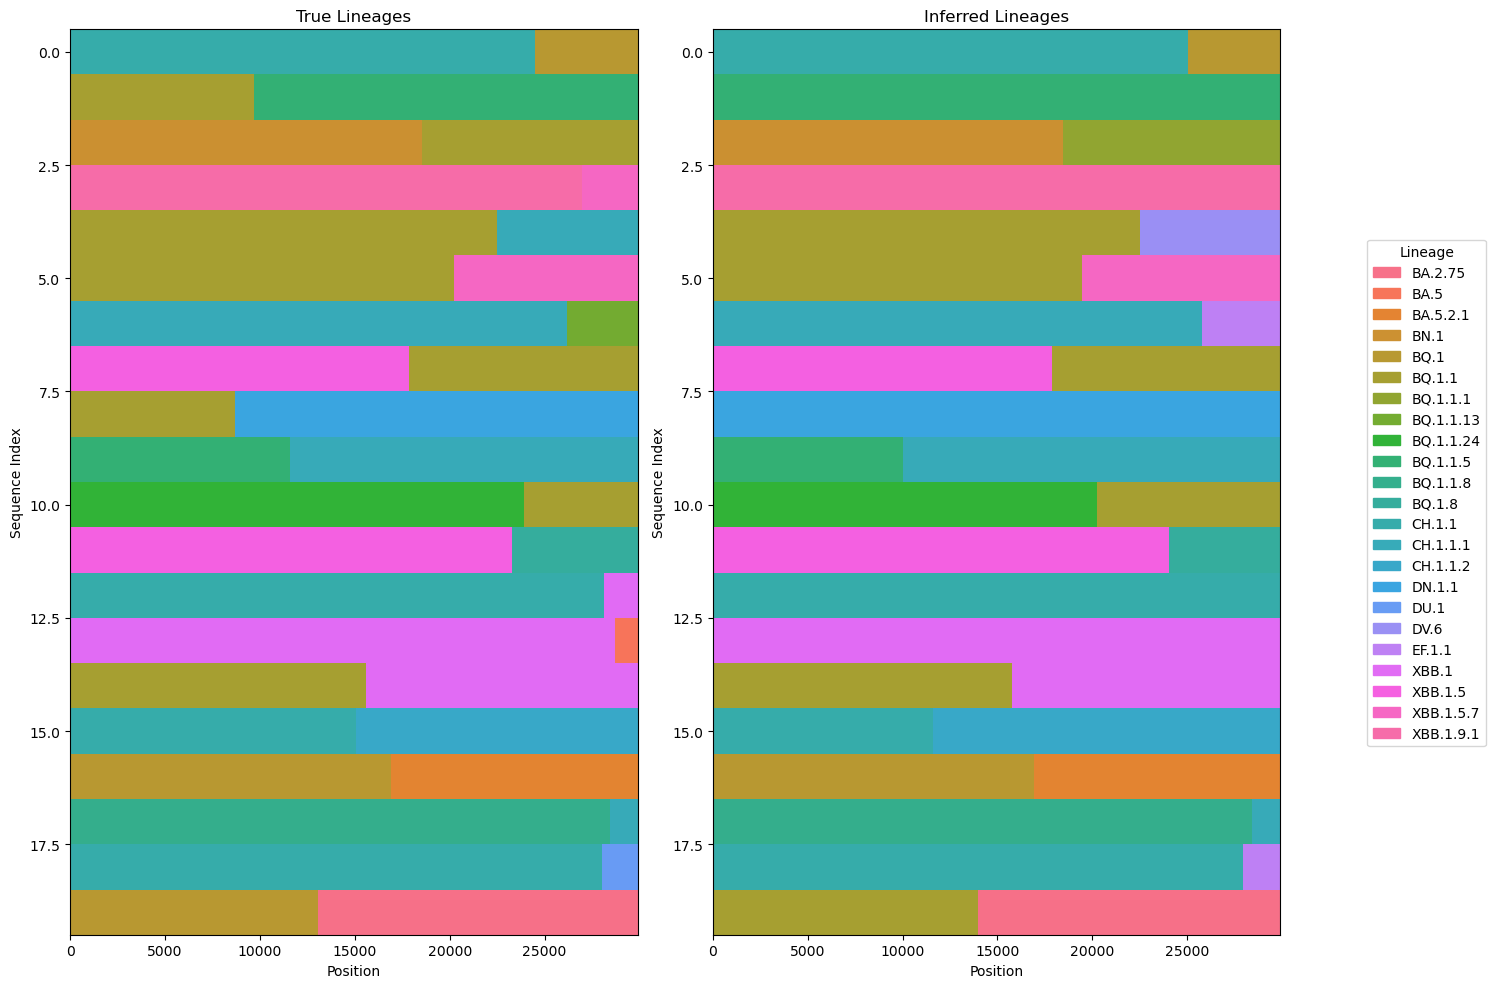 True Lineages
Inferred Lineages
Sequence Index
0.0
2.5
5.0
7.5
10.0
12.5
15.0
17.5
0
5000
10000
15000
20000
25000
Position
Sequence Index
0.0
2.5
5.0
7.5
10.0
12.5
15.0
17.5
0
5000
10000
15000
20000
25000
Position
Lineage
BA.2.75
BA.5
BA.5.2.1
BN.1
BQ.1
BQ.1.1
BQ.1.1.1
BQ.1.1.13
BQ.1.1.24
BQ.1.1.5
BQ.1.1.8
BQ.1.8
CH.1.1
CH.1.1.1
CH.1.1.2
DN.1.1
DU.1
DV.6
EF.1.1
XBB.1
XBB.1.5
XBB.1.5.7
XBB.1.9.1